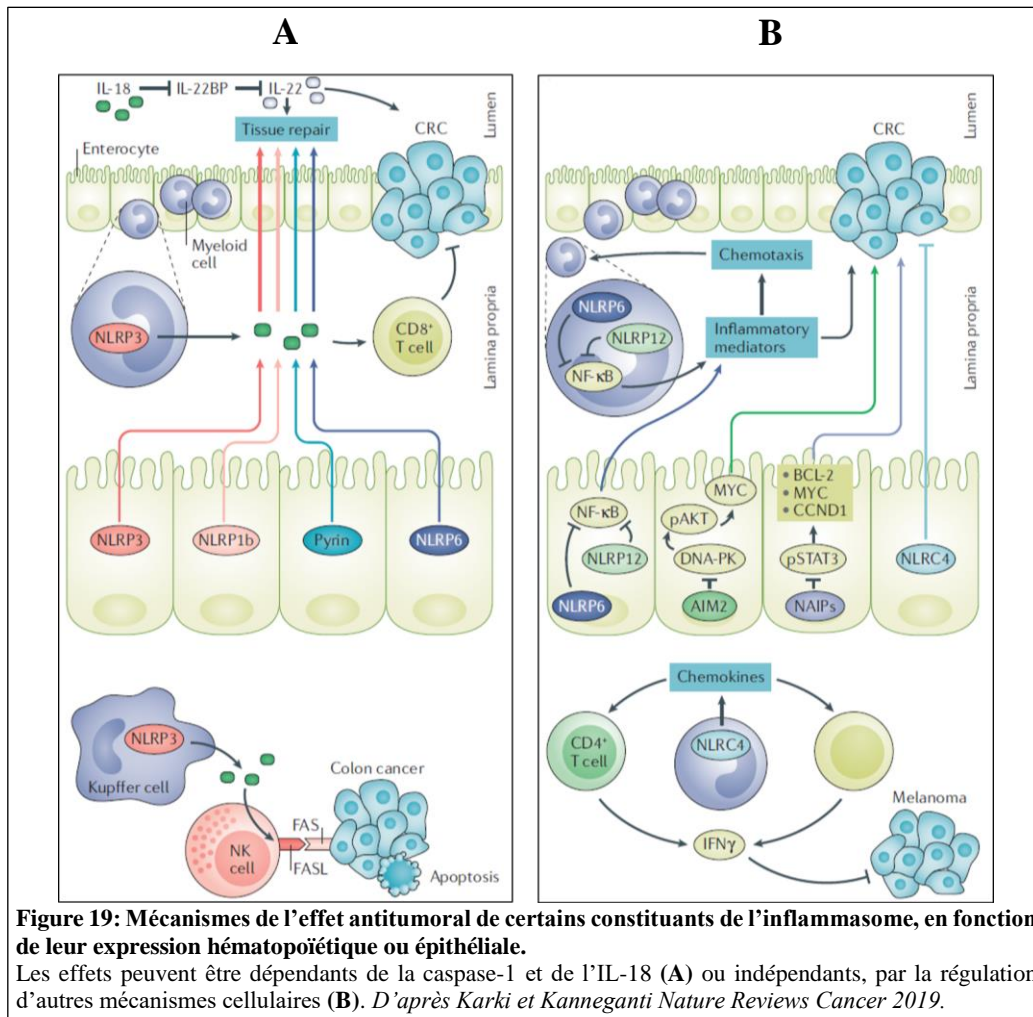 A
IL-18
IL-22BP
IL-22
Tissue repair
CRC
Lumen
Enterocyte
Myeloid
cell
NLRP3
CD8+
T cell
Lamina propria
NLRP3
NLRP1b
Pyrin
NLRP6
NLRP3
Kupffer cell
Colon cancer
FAS
NK
cell
FASL
Apoptosis
B
CRC
Lumen
Chemotaxis
NLRP6
NLRP12
NF-κB
Inflammatory
mediators
Lamina propria
NF-κB
NLRP12
NLRP6
MYC
pAKT
DNA-PK
AIM2
• BCL-2
• MYC
• CCND1
pSTAT3
NAIPs
NLRC4
Chemokines
CD4+
T cell
NLRC4
IFNγ
Melanoma
Figure 19: Mécanismes de l’effet antitumoral de certains constituants de l’inflammasome, en fonction
de leur expression hématopoïétique ou épithéliale.
Les effets peuvent être dépendants de la caspase-1 et de l’IL-18 (A) ou indépendants, par la régulation
d’autres mécanismes cellulaires (B). D’après Karki et Kanneganti Nature Reviews Cancer 2019.